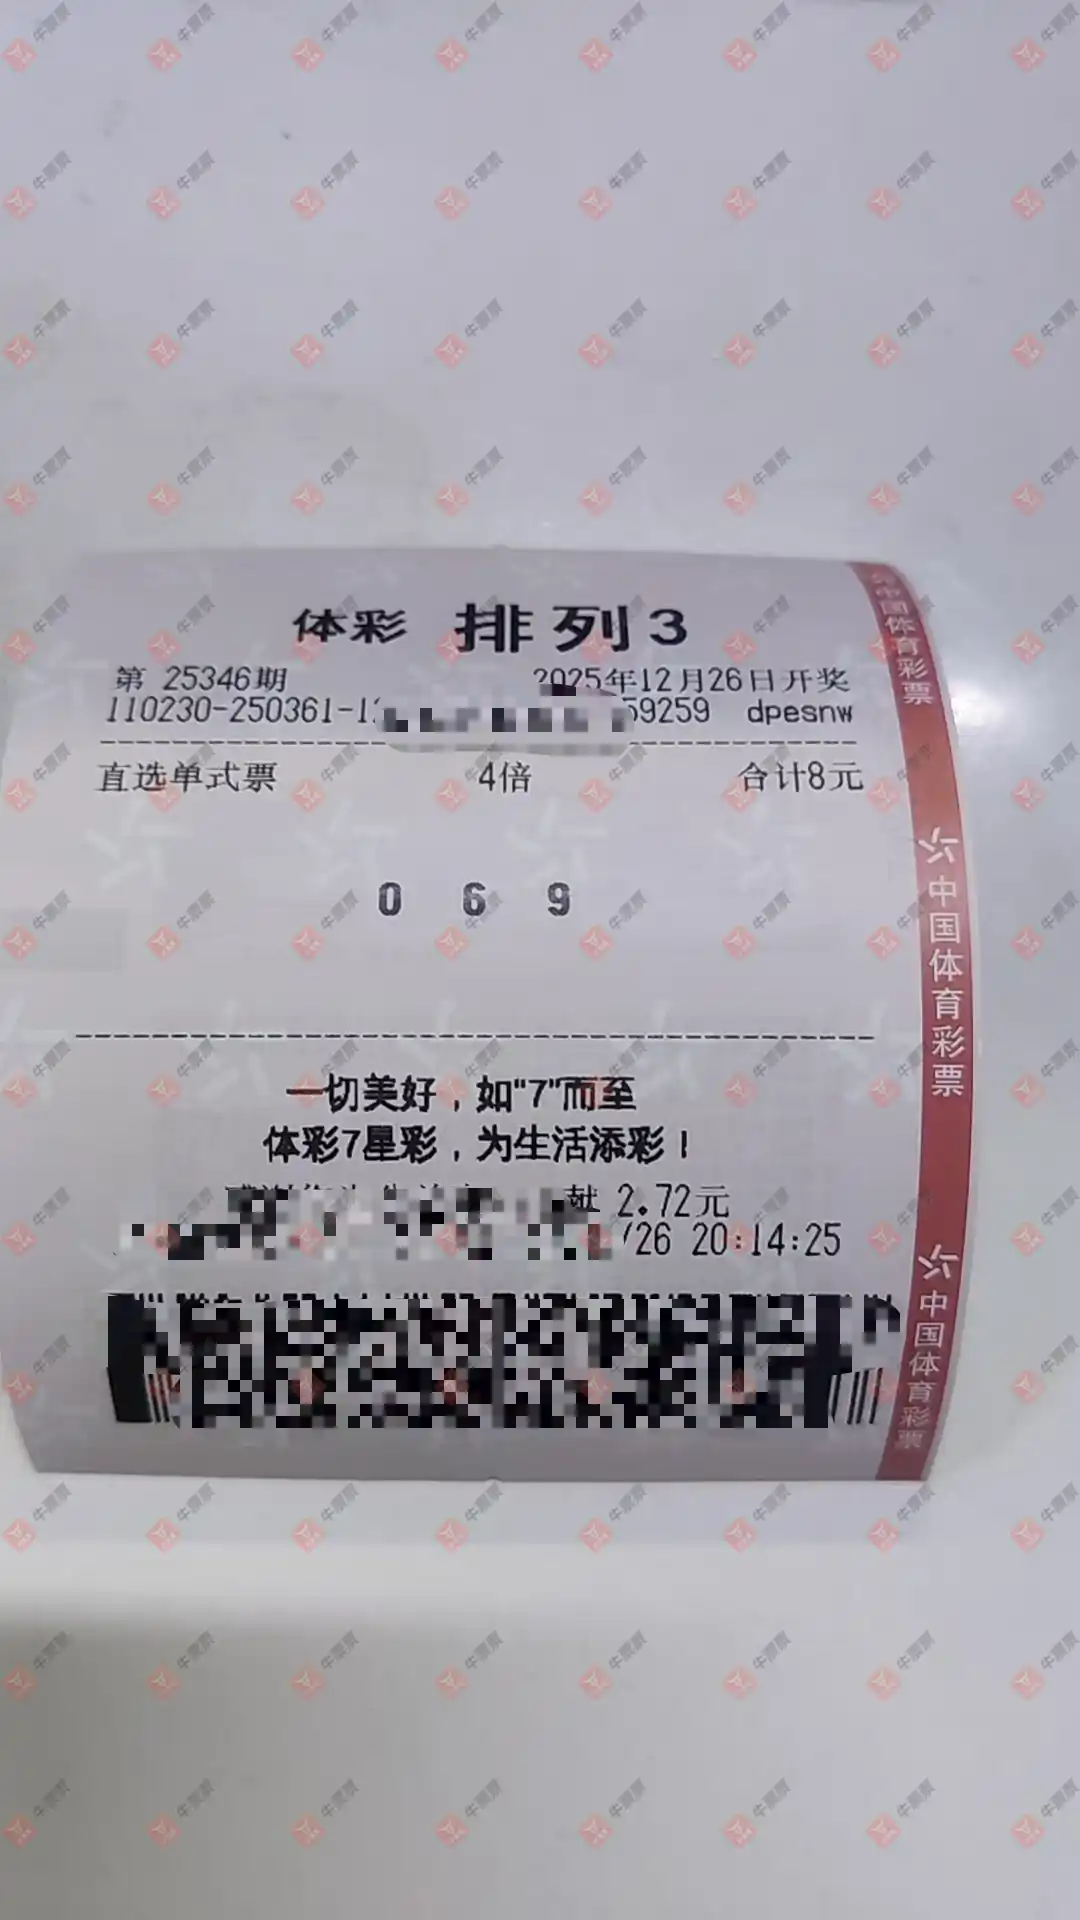 体彩 排列3
第 25346期 2025年12月26日开奖
110230-250361-1 59259 dpesnw
直选单式票 4倍 合计8元
0 6 9
一切美好，如"7"而至
体彩7星彩，为生活添彩！
献 2.72元
/26 20:14:25
中国体育彩票
中国体育彩票
中国体育彩票
牛票票